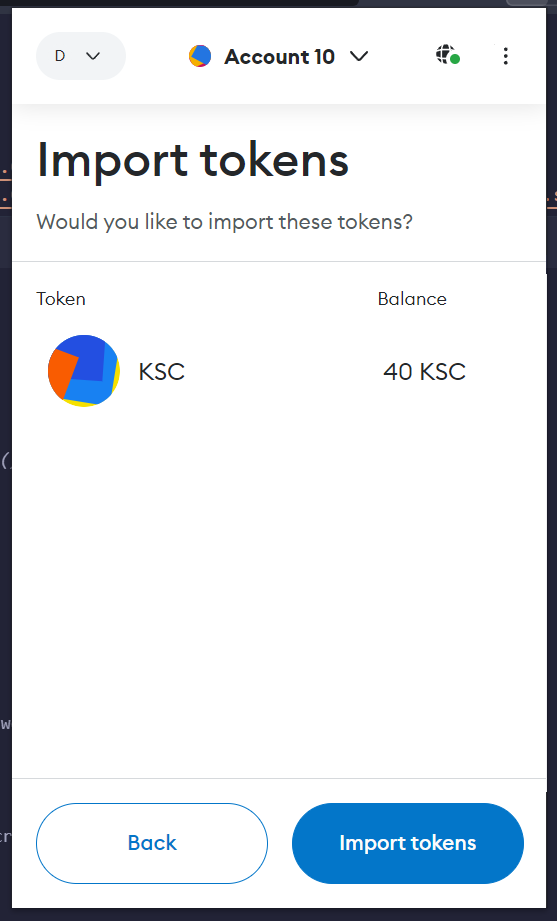 D
Account 10
Import tokens
Would you like to import these tokens?
Token Balance
KSC 40 KSC
Back Import tokens